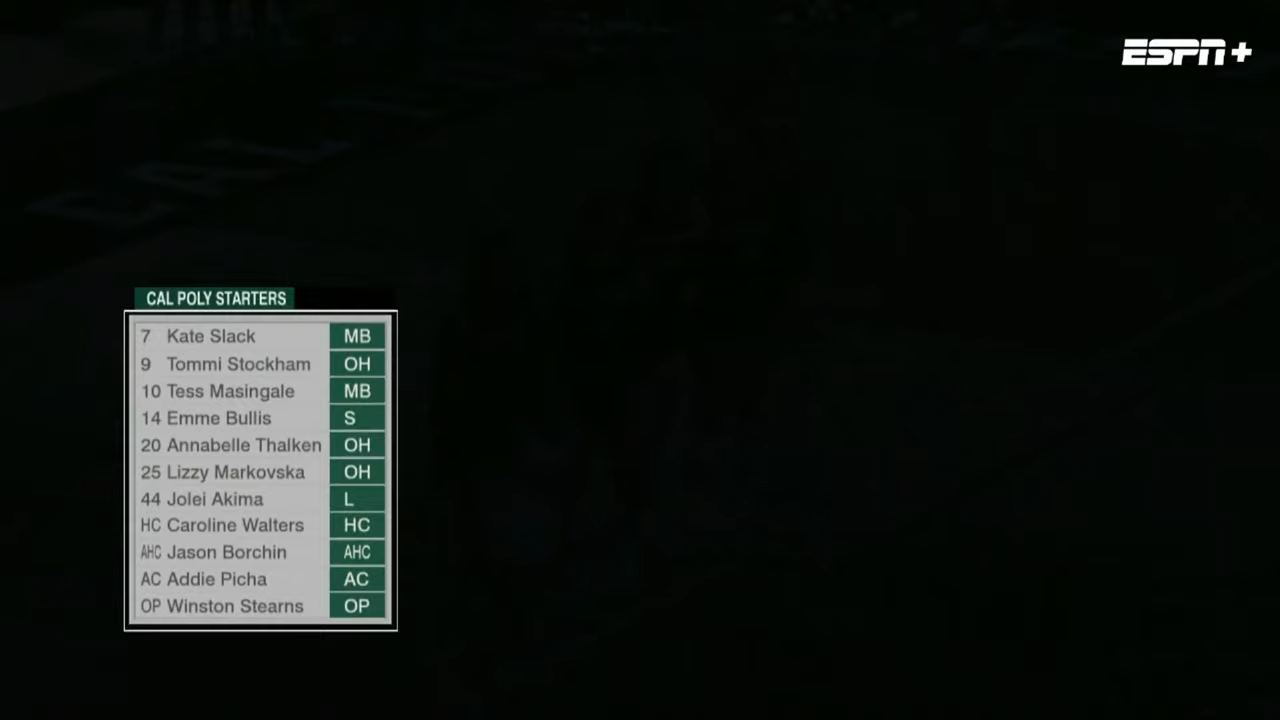 ESPN+
CAL POLY STARTERS
7 Kate Slack MB
9 Tommi Stockham OH
10 Tess Masingale MB
14 Emme Bullis S
20 Annabelle Thalken OH
25 Lizzy Markovska OH
44 Jolei Akima L
HC Caroline Walters HC
AHC Jason Borchin AHC
AC Addie Picha AC
OP Winston Stearns OP